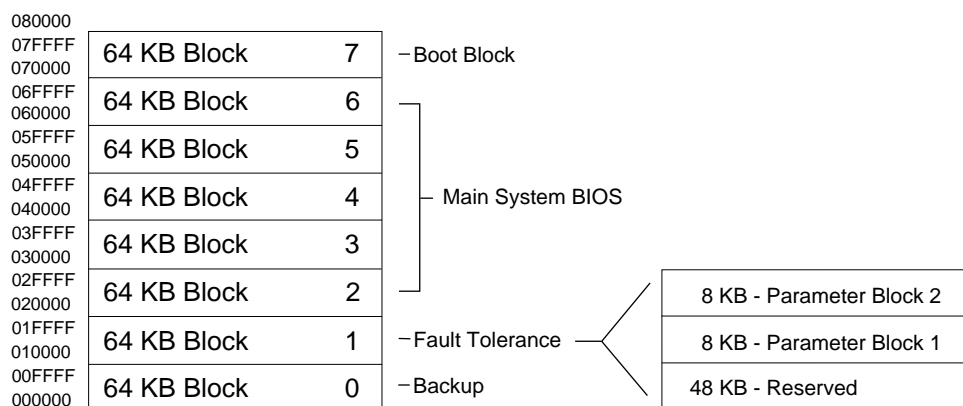 080000
07FFFF
070000
64 KB Block 7
Boot Block
06FFFF
060000
64 KB Block 6
05FFFF
050000
64 KB Block 5
04FFFF
040000
64 KB Block 4
Main System BIOS
03FFFF
030000
64 KB Block 3
02FFFF
020000
64 KB Block 2
8 KB - Parameter Block 2
01FFFF
010000
64 KB Block 1
Fault Tolerance
8 KB - Parameter Block 1
00FFFF
000000
64 KB Block 0
Backup
48 KB - Reserved